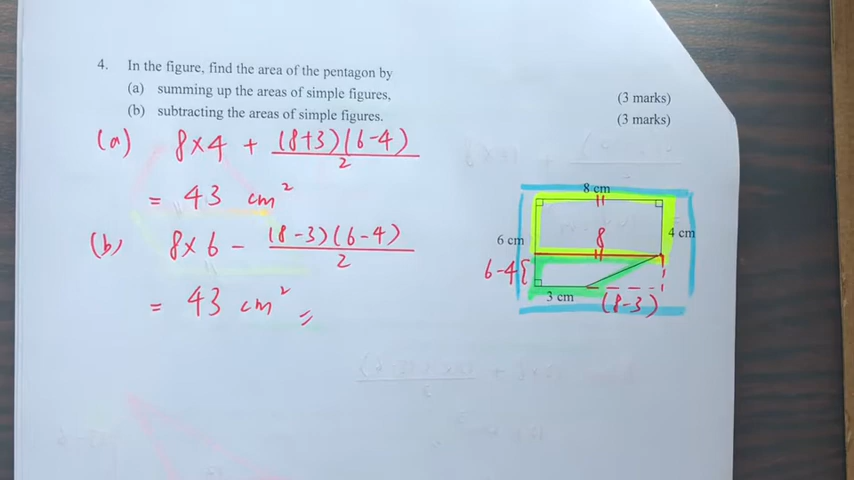 4. In the figure, find the area of the pentagon by
(a) summing up the areas of simple figures, (3 marks)
(b) subtracting the areas of simple figures. (3 marks)
(a) 8×4 + (8+3)(6-4)/2
= 43 cm²
(b) 8×6 - (8-3)(6-4)/2
= 43 cm²
8 cm
6 cm
8
4 cm
6-4{
3 cm
(8-3)